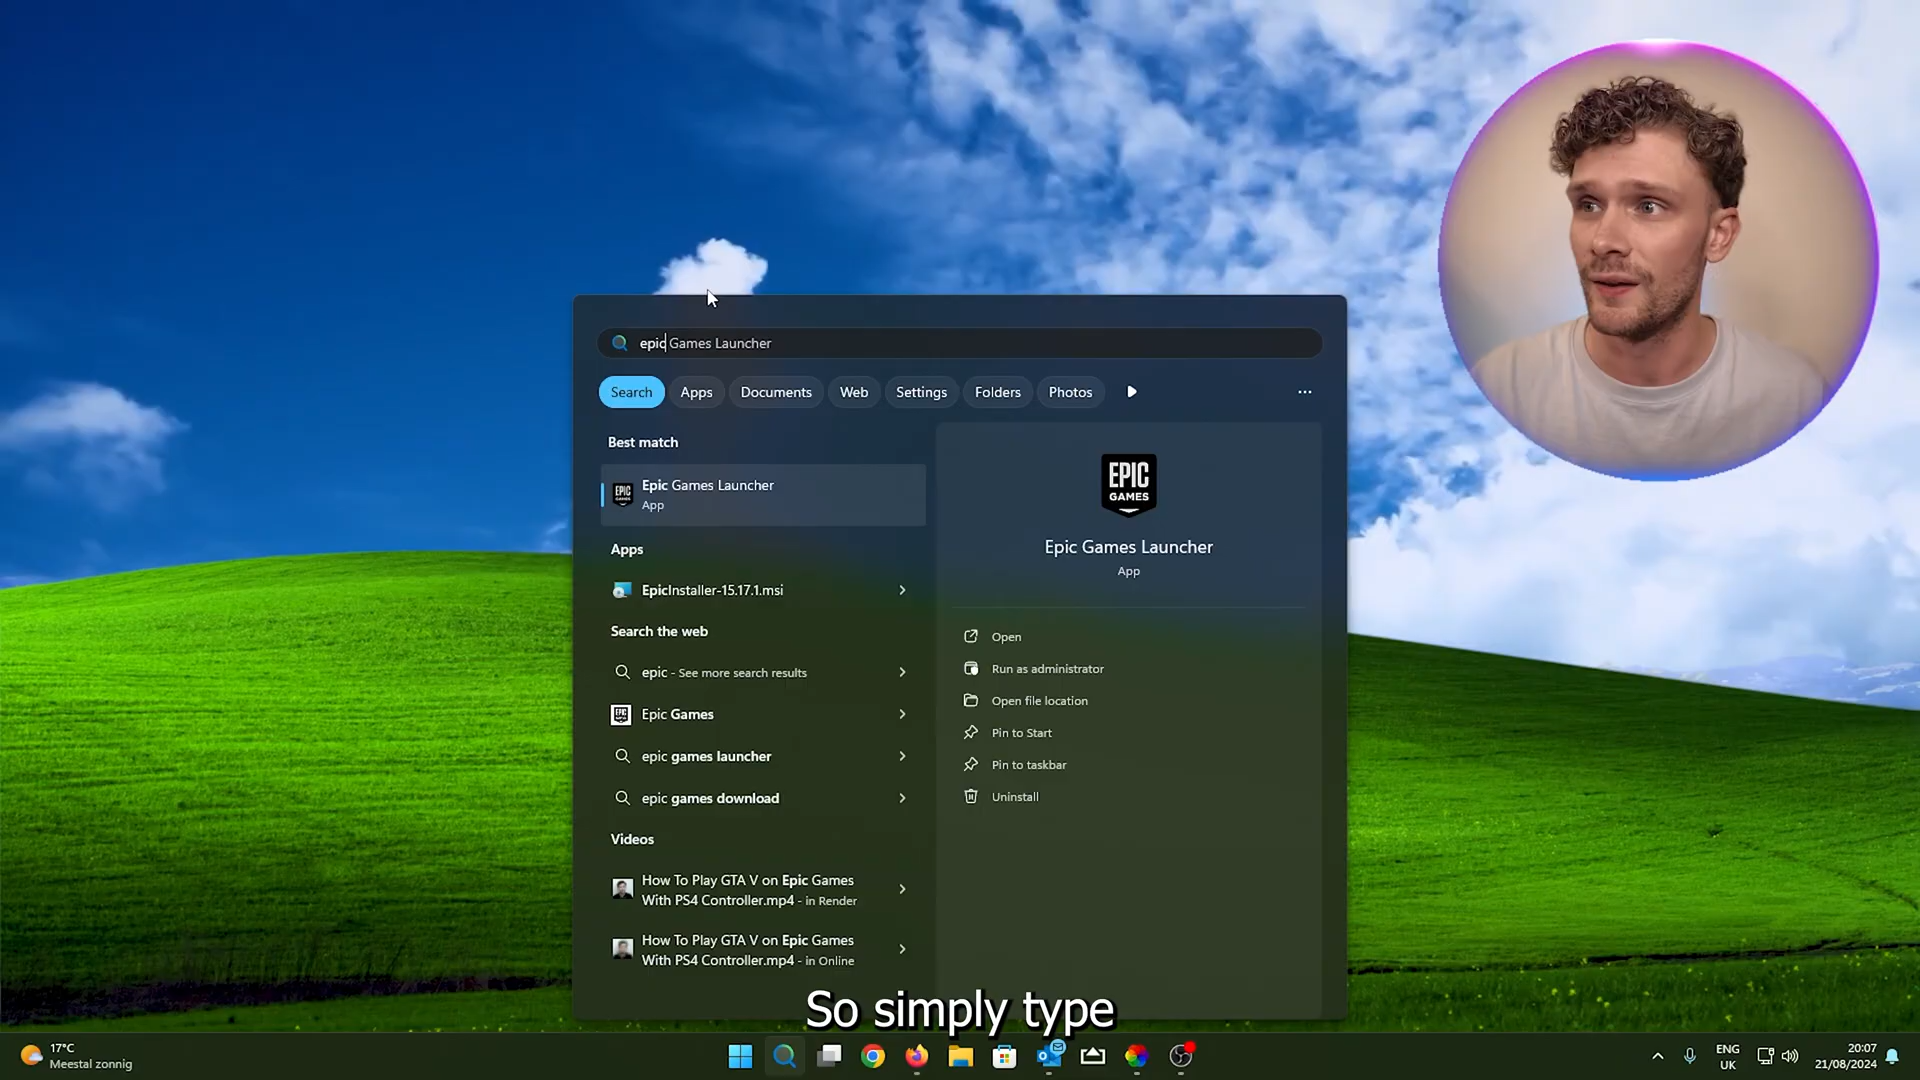 epic Games Launcher
Search Apps Documents Web Settings Folders Photos
Best match
Epic Games Launcher
App
Apps
EpicInstaller-15.17.1.msi
Search the web
epic - See more search results
Epic Games
epic games launcher
epic games download
Videos
How To Play GTA V on Epic Games
With PS4 Controller.mp4 - in Render
How To Play GTA V on Epic Games
With PS4 Controller.mp4 - in Online
EPIC
GAMES
Epic Games Launcher
App
Open
Run as administrator
Open file location
Pin to Start
Pin to taskbar
Uninstall
So simply type
17°C
Meestal zonnig
ENG
UK
20:07
21/08/2024